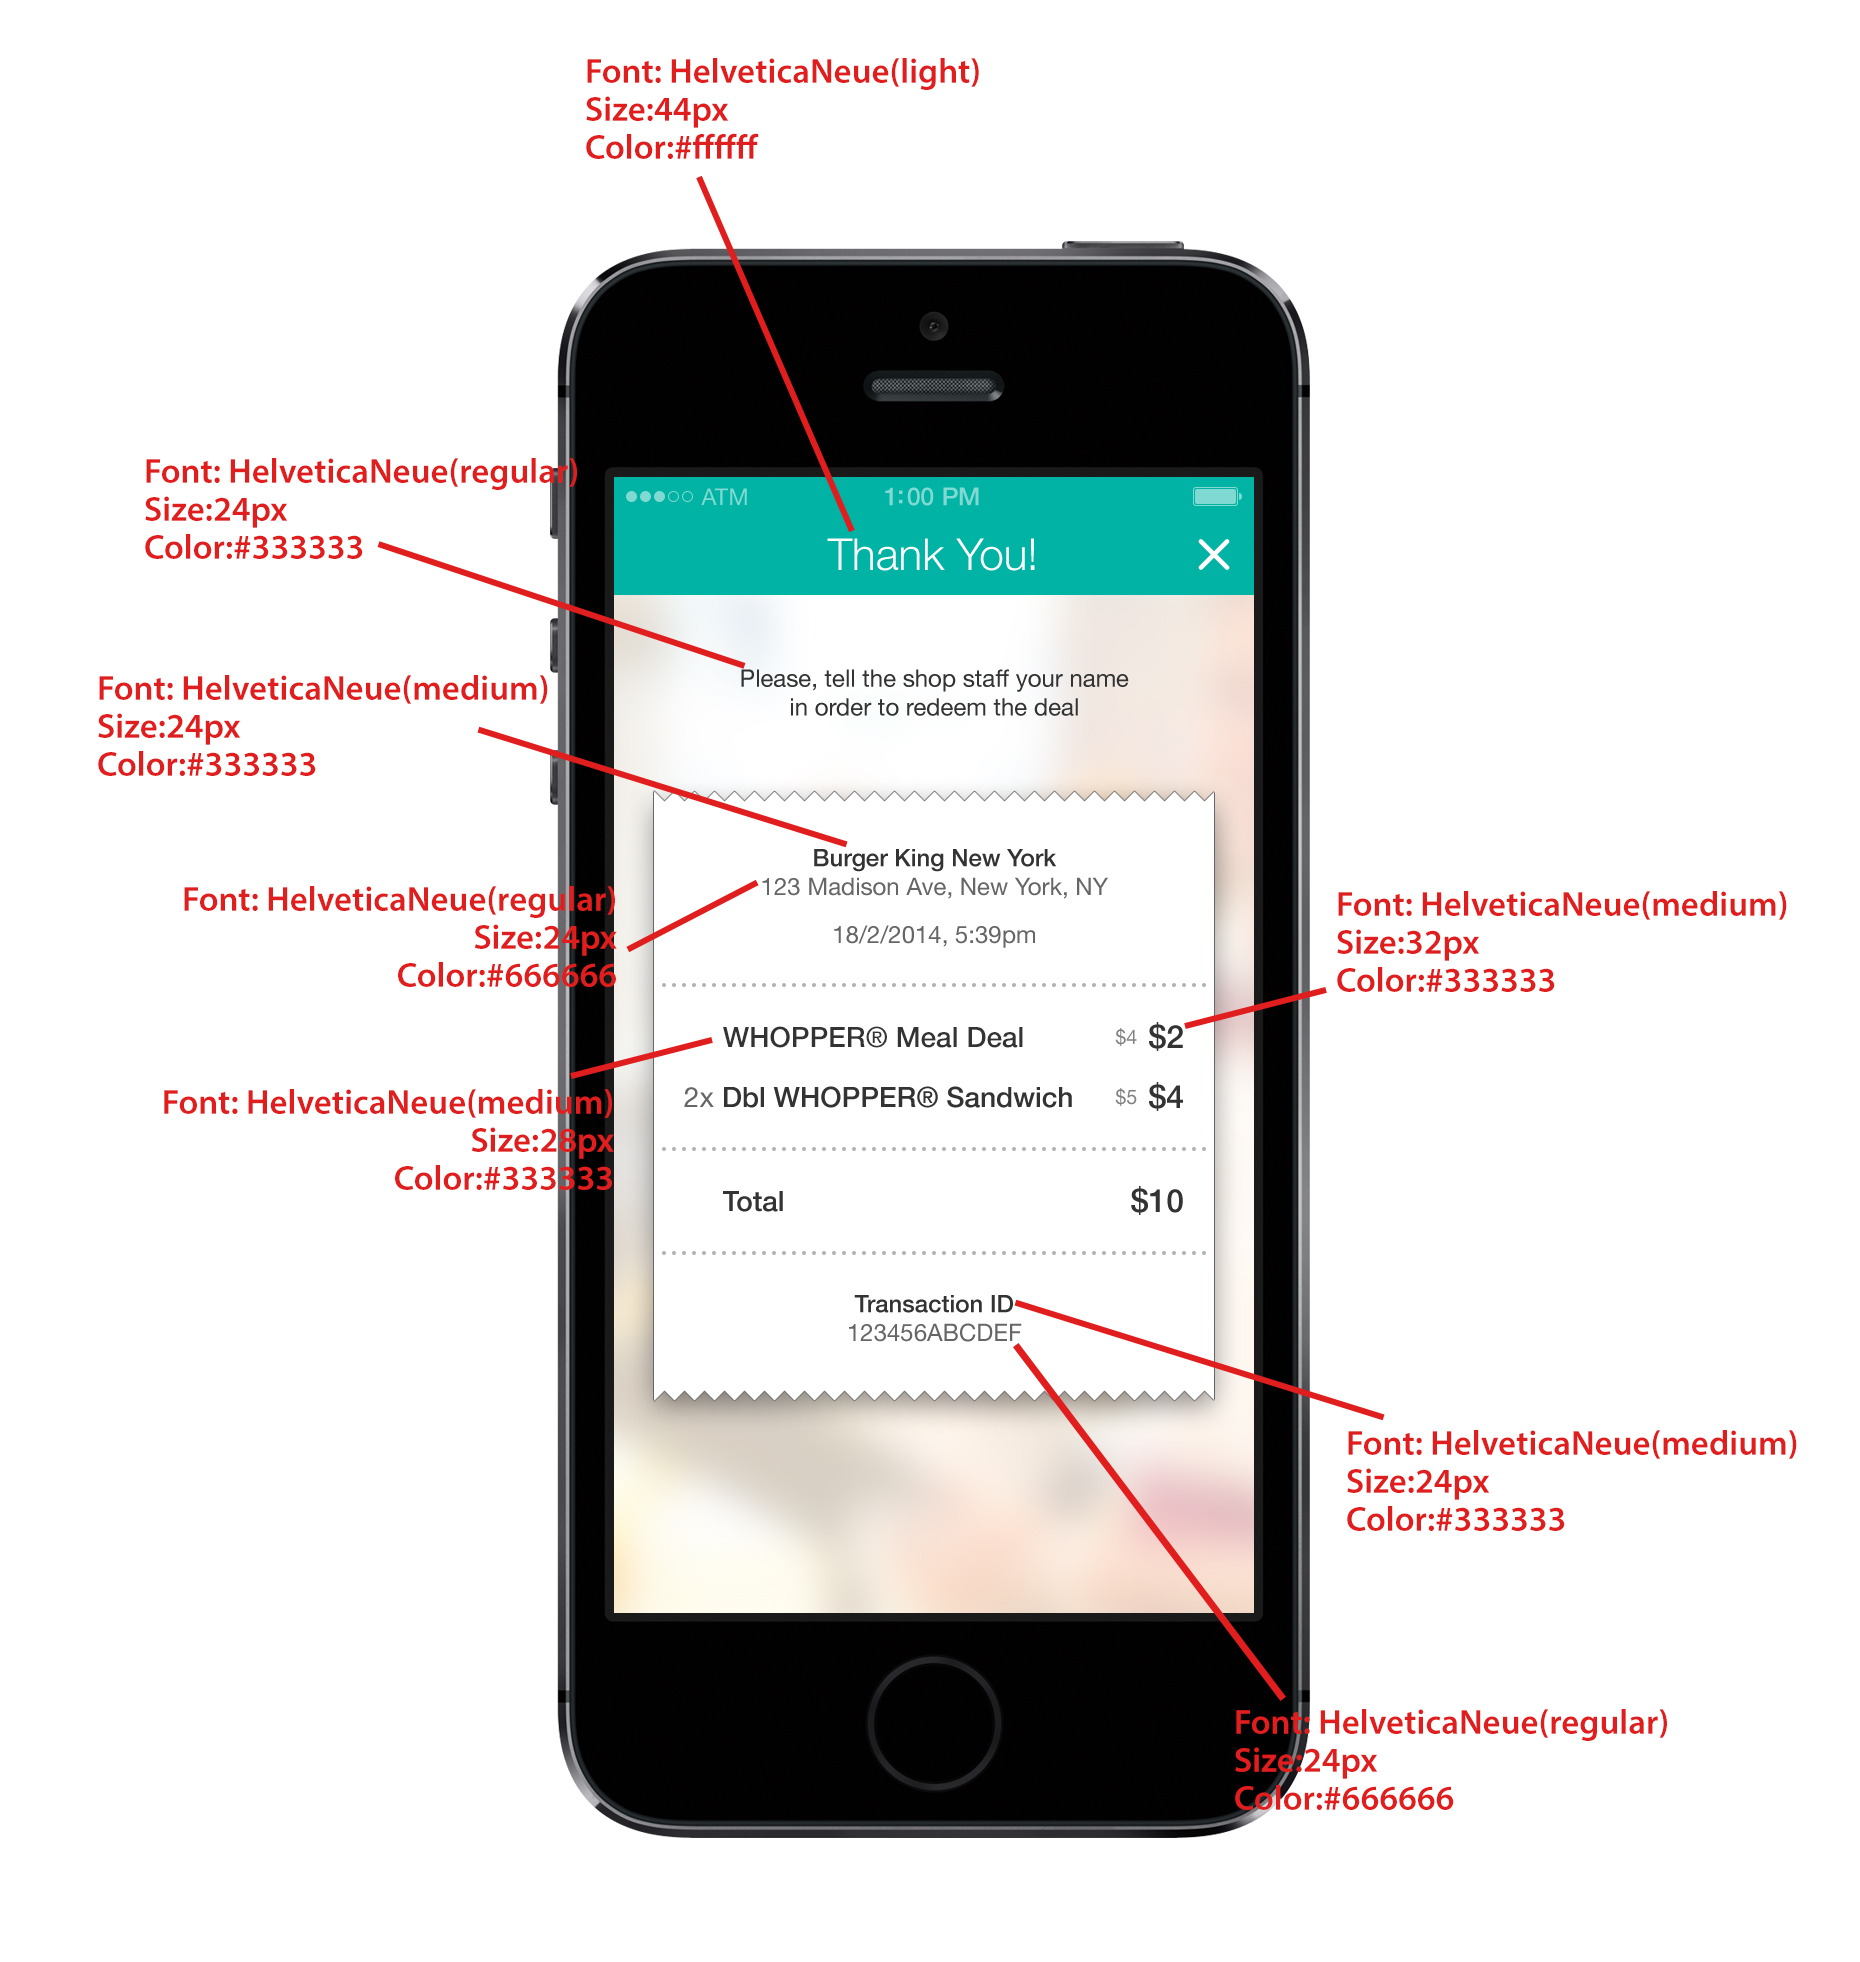 Font: HelveticaNeue(light)
Size:44px
Color:#ffffff
Font: HelveticaNeue(regular)
Size:24px
Color:#333333
ATM 1:00 PM
Thank You!
Please, tell the shop staff your name
in order to redeem the deal
Font: HelveticaNeue(medium)
Size:24px
Color:#333333
Burger King New York
123 Madison Ave, New York, NY
18/2/2014, 5:39pm
Font: HelveticaNeue(regular)
Size:24px
Color:#666666
Font: HelveticaNeue(medium)
Size:32px
Color:#333333
WHOPPER® Meal Deal $4 $2
2x Dbl WHOPPER® Sandwich $5 $4
Font: HelveticaNeue(medium)
Size:28px
Color:#333333
Total $10
Transaction ID
123456ABCDEF
Font: HelveticaNeue(medium)
Size:24px
Color:#333333
Font: HelveticaNeue(regular)
Size:24px
Color:#666666